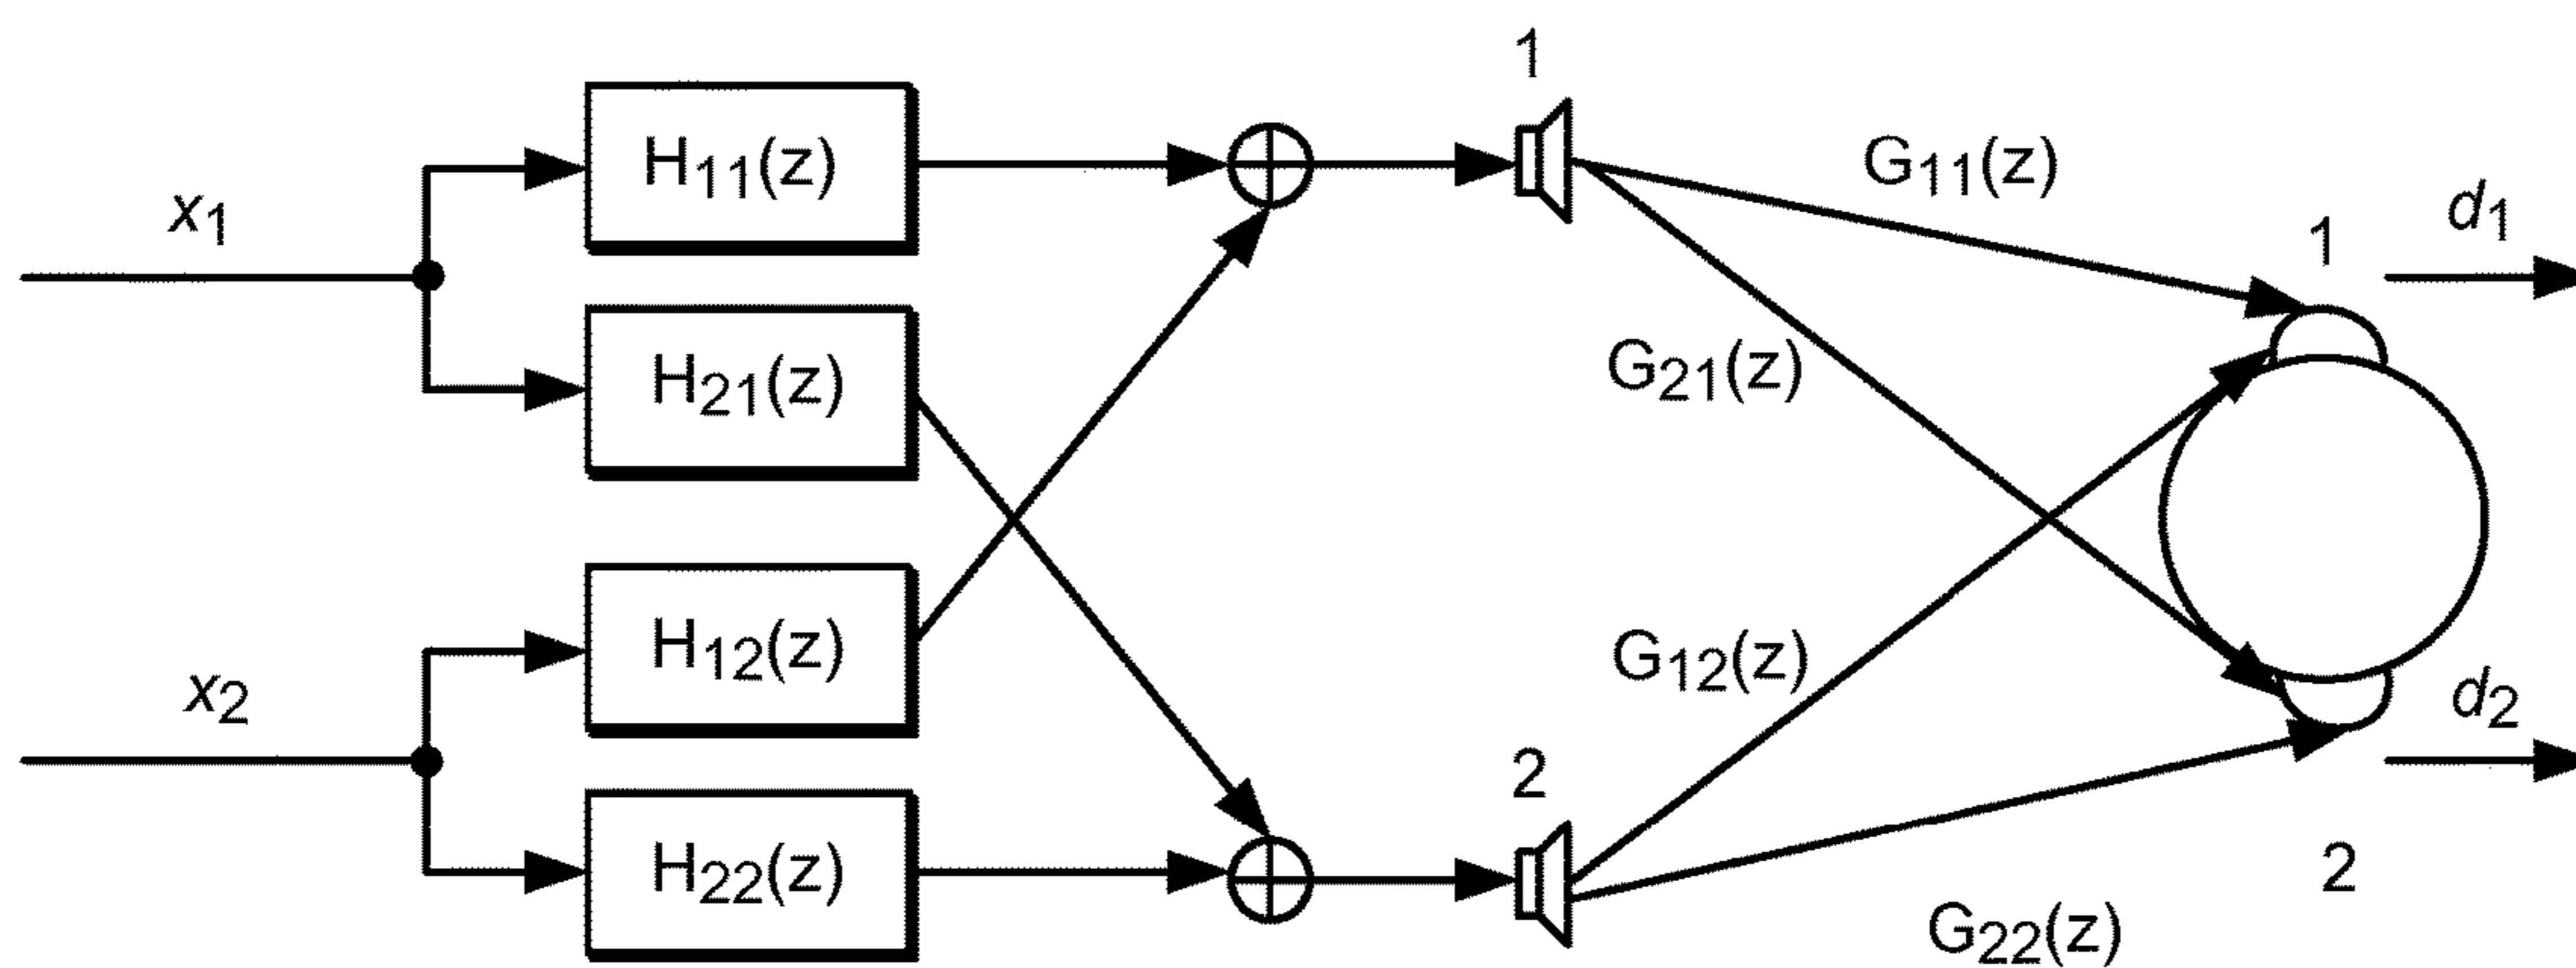 x1
H11(z)
H21(z)
x2
H12(z)
H22(z)
1
2
G11(z)
G21(z)
G12(z)
G22(z)
1
2
d1
d2